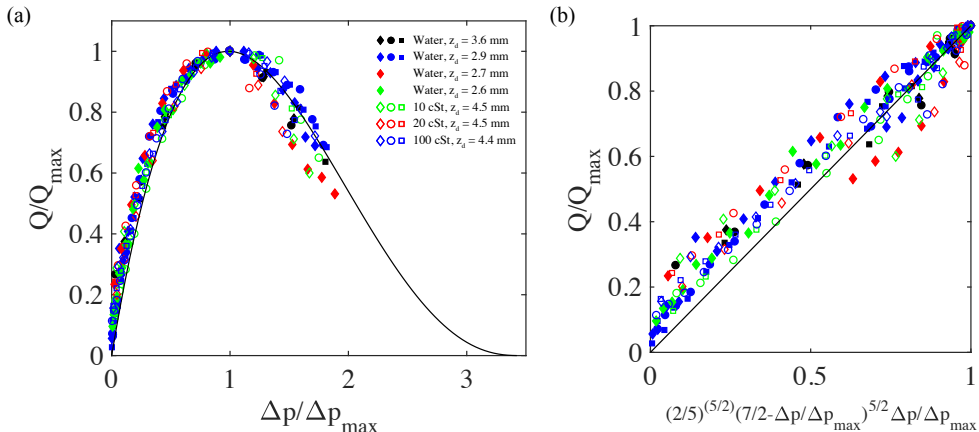 (a)
Q/Q_max
1
0.8
0.6
0.4
0.2
0
0 1 2 3
Δp/Δp_max
Water, z_d = 3.6 mm
Water, z_d = 2.9 mm
Water, z_d = 2.7 mm
Water, z_d = 2.6 mm
10 cSt, z_d = 4.5 mm
20 cSt, z_d = 4.5 mm
100 cSt, z_d = 4.4 mm
(b)
Q/Q_max
1
0.8
0.6
0.4
0.2
0
0 0.5 1
(2/5)^(5/2) (7/2-Δp/Δp_max)^5/2 Δp/Δp_max